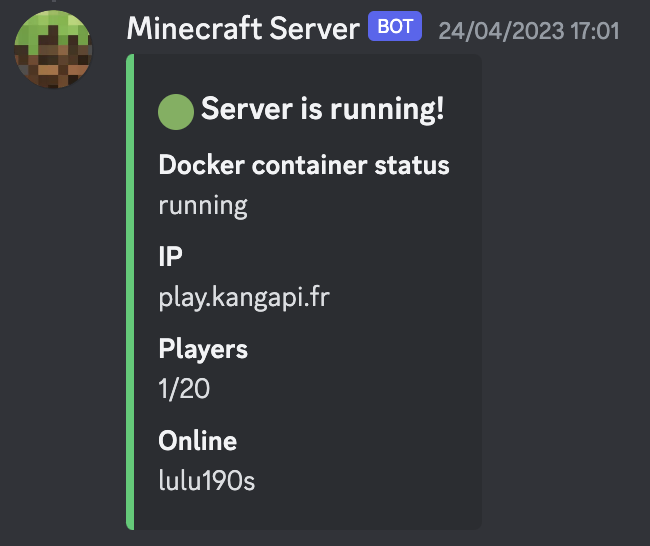 Minecraft Server BOT 24/04/2023 17:01
Server is running!
Docker container status
running
IP
play.kangapi.fr
Players
1/20
Online
lulu190s